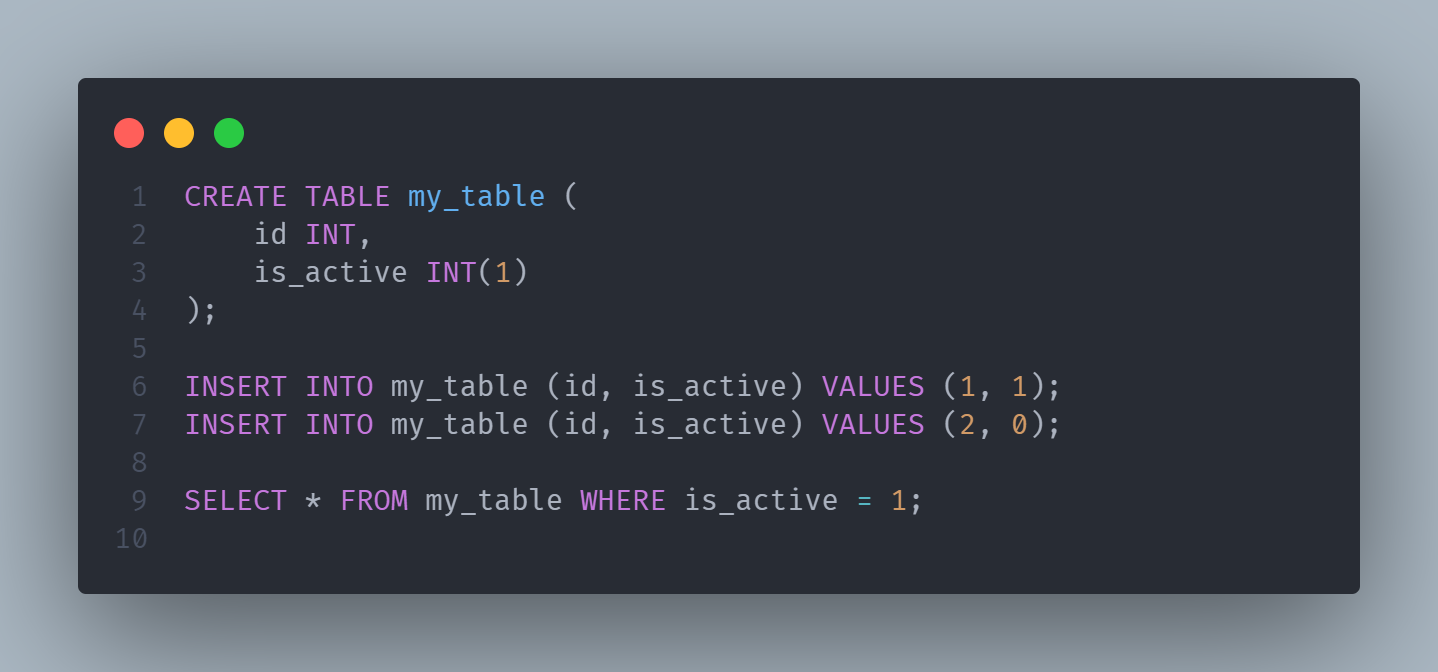 1 CREATE TABLE my_table (
2     id INT,
3     is_active INT(1)
4 );
5
6 INSERT INTO my_table (id, is_active) VALUES (1, 1);
7 INSERT INTO my_table (id, is_active) VALUES (2, 0);
8
9 SELECT * FROM my_table WHERE is_active = 1;
10